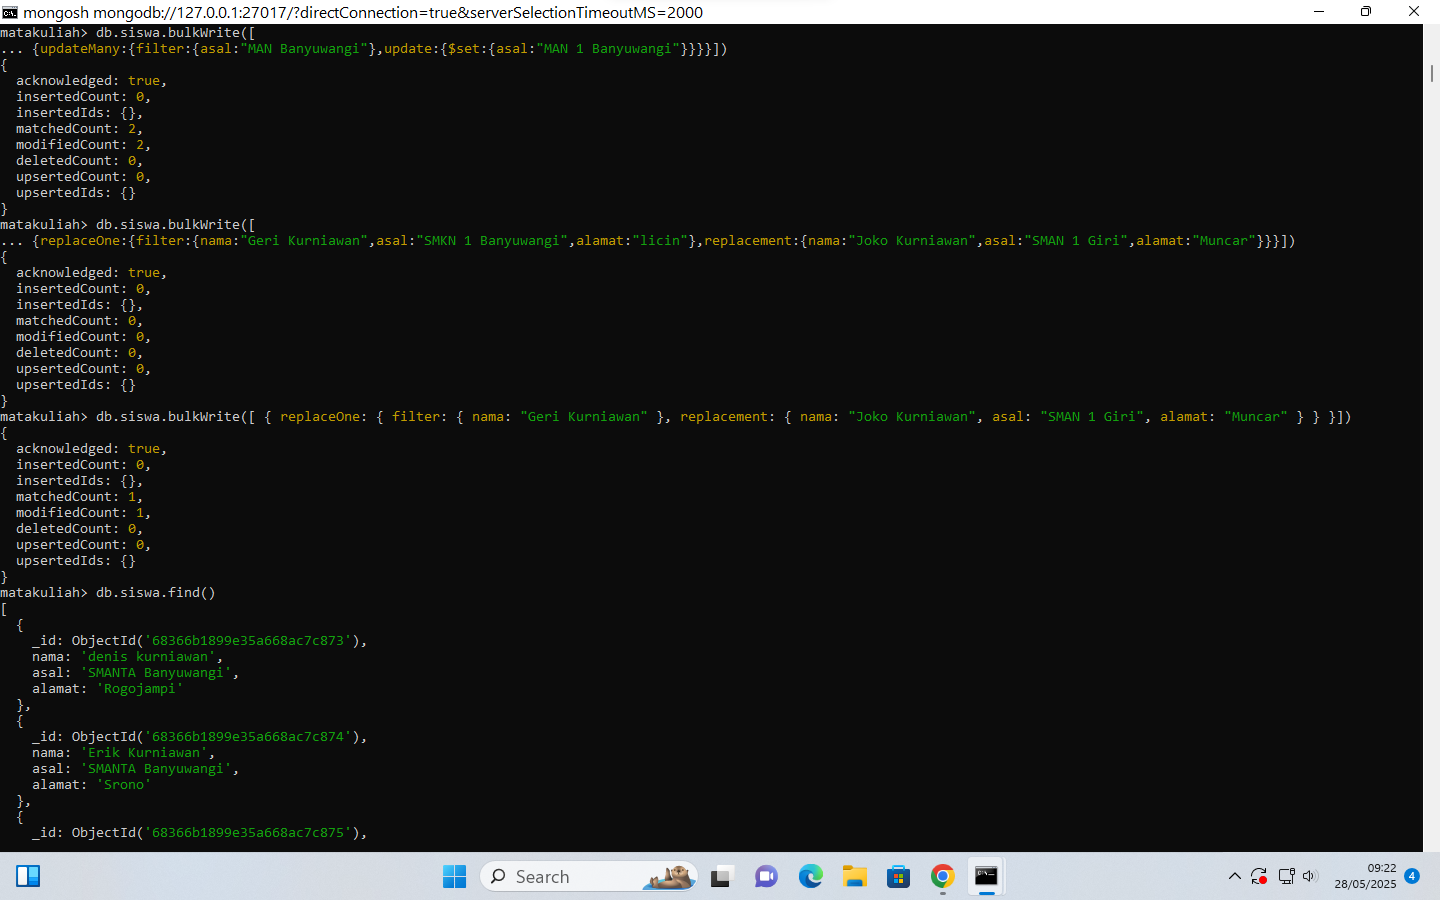 mongosh mongodb://127.0.0.1:27017/?directConnection=true&serverSelectionTimeoutMS=2000
matakuliah> db.siswa.bulkWrite([
... {updateMany:{filter:{asal:"MAN Banyuwangi"},update:{$set:{asal:"MAN 1 Banyuwangi"}}}}])
{
  acknowledged: true,
  insertedCount: 0,
  insertedIds: {},
  matchedCount: 2,
  modifiedCount: 2,
  deletedCount: 0,
  upsertedCount: 0,
  upsertedIds: {}
}
matakuliah> db.siswa.bulkWrite([
... {replaceOne:{filter:{nama:"Geri Kurniawan",asal:"SMKN 1 Banyuwangi",alamat:"licin"},replacement:{nama:"Joko Kurniawan",asal:"SMAN 1 Giri",alamat:"Muncar"}}}])
{
  acknowledged: true,
  insertedCount: 0,
  insertedIds: {},
  matchedCount: 0,
  modifiedCount: 0,
  deletedCount: 0,
  upsertedCount: 0,
  upsertedIds: {}
}
matakuliah> db.siswa.bulkWrite([ { replaceOne: { filter: { nama: "Geri Kurniawan" }, replacement: { nama: "Joko Kurniawan", asal: "SMAN 1 Giri", alamat: "Muncar" } } }])
{
  acknowledged: true,
  insertedCount: 0,
  insertedIds: {},
  matchedCount: 1,
  modifiedCount: 1,
  deletedCount: 0,
  upsertedCount: 0,
  upsertedIds: {}
}
matakuliah> db.siswa.find()
[
  {
    _id: ObjectId('68366b1899e35a668ac7c873'),
    nama: 'denis kurniawan',
    asal: 'SMANTA Banyuwangi',
    alamat: 'Rogojampi'
  },
  {
    _id: ObjectId('68366b1899e35a668ac7c874'),
    nama: 'Erik Kurniawan',
    asal: 'SMANTA Banyuwangi',
    alamat: 'Srono'
  },
  {
    _id: ObjectId('68366b1899e35a668ac7c875'),
Search
09:22
28/05/2025
4